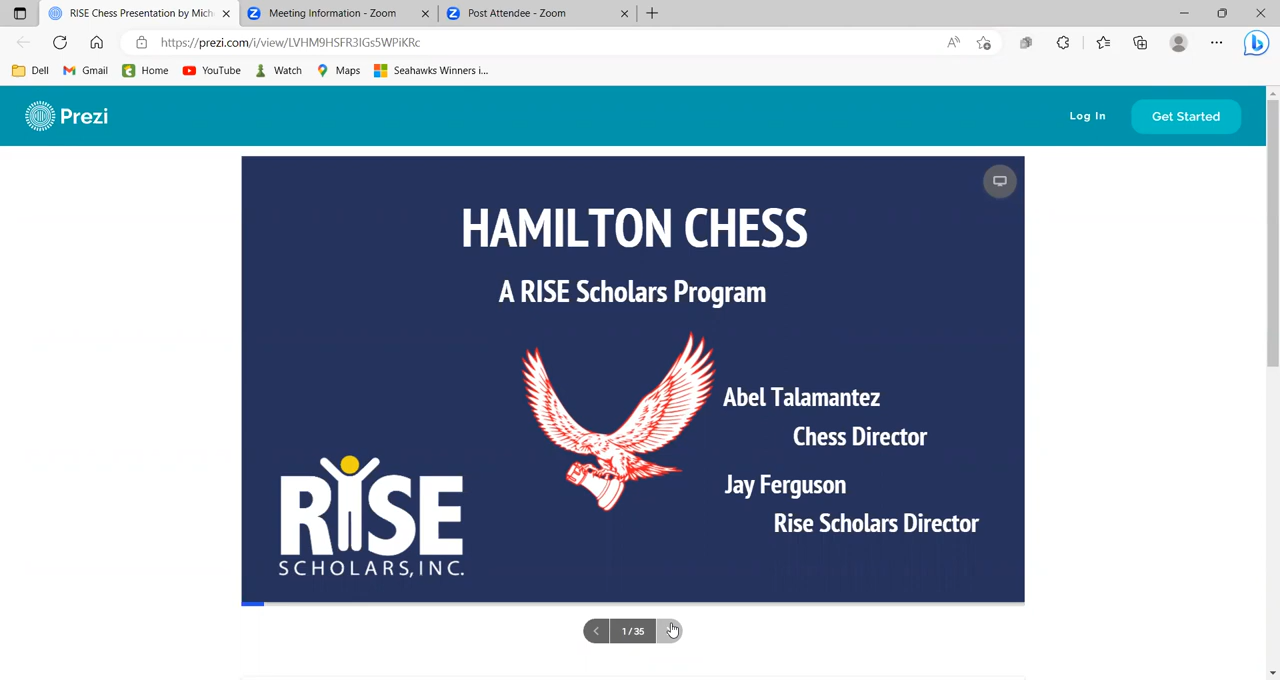 RISE Chess Presentation by Mich
Meeting Information - Zoom
Post Attendee - Zoom
https://prezi.com/i/view/LVHM9HSFR3IGs5WPiKRc
Dell
Gmail
Home
YouTube
Watch
Maps
Seahawks Winners i...
Prezi
Log In
Get Started
HAMILTON CHESS
A RISE Scholars Program
Abel Talamantez
Chess Director
Jay Ferguson
Rise Scholars Director
RISE
SCHOLARS, INC.
1 / 35